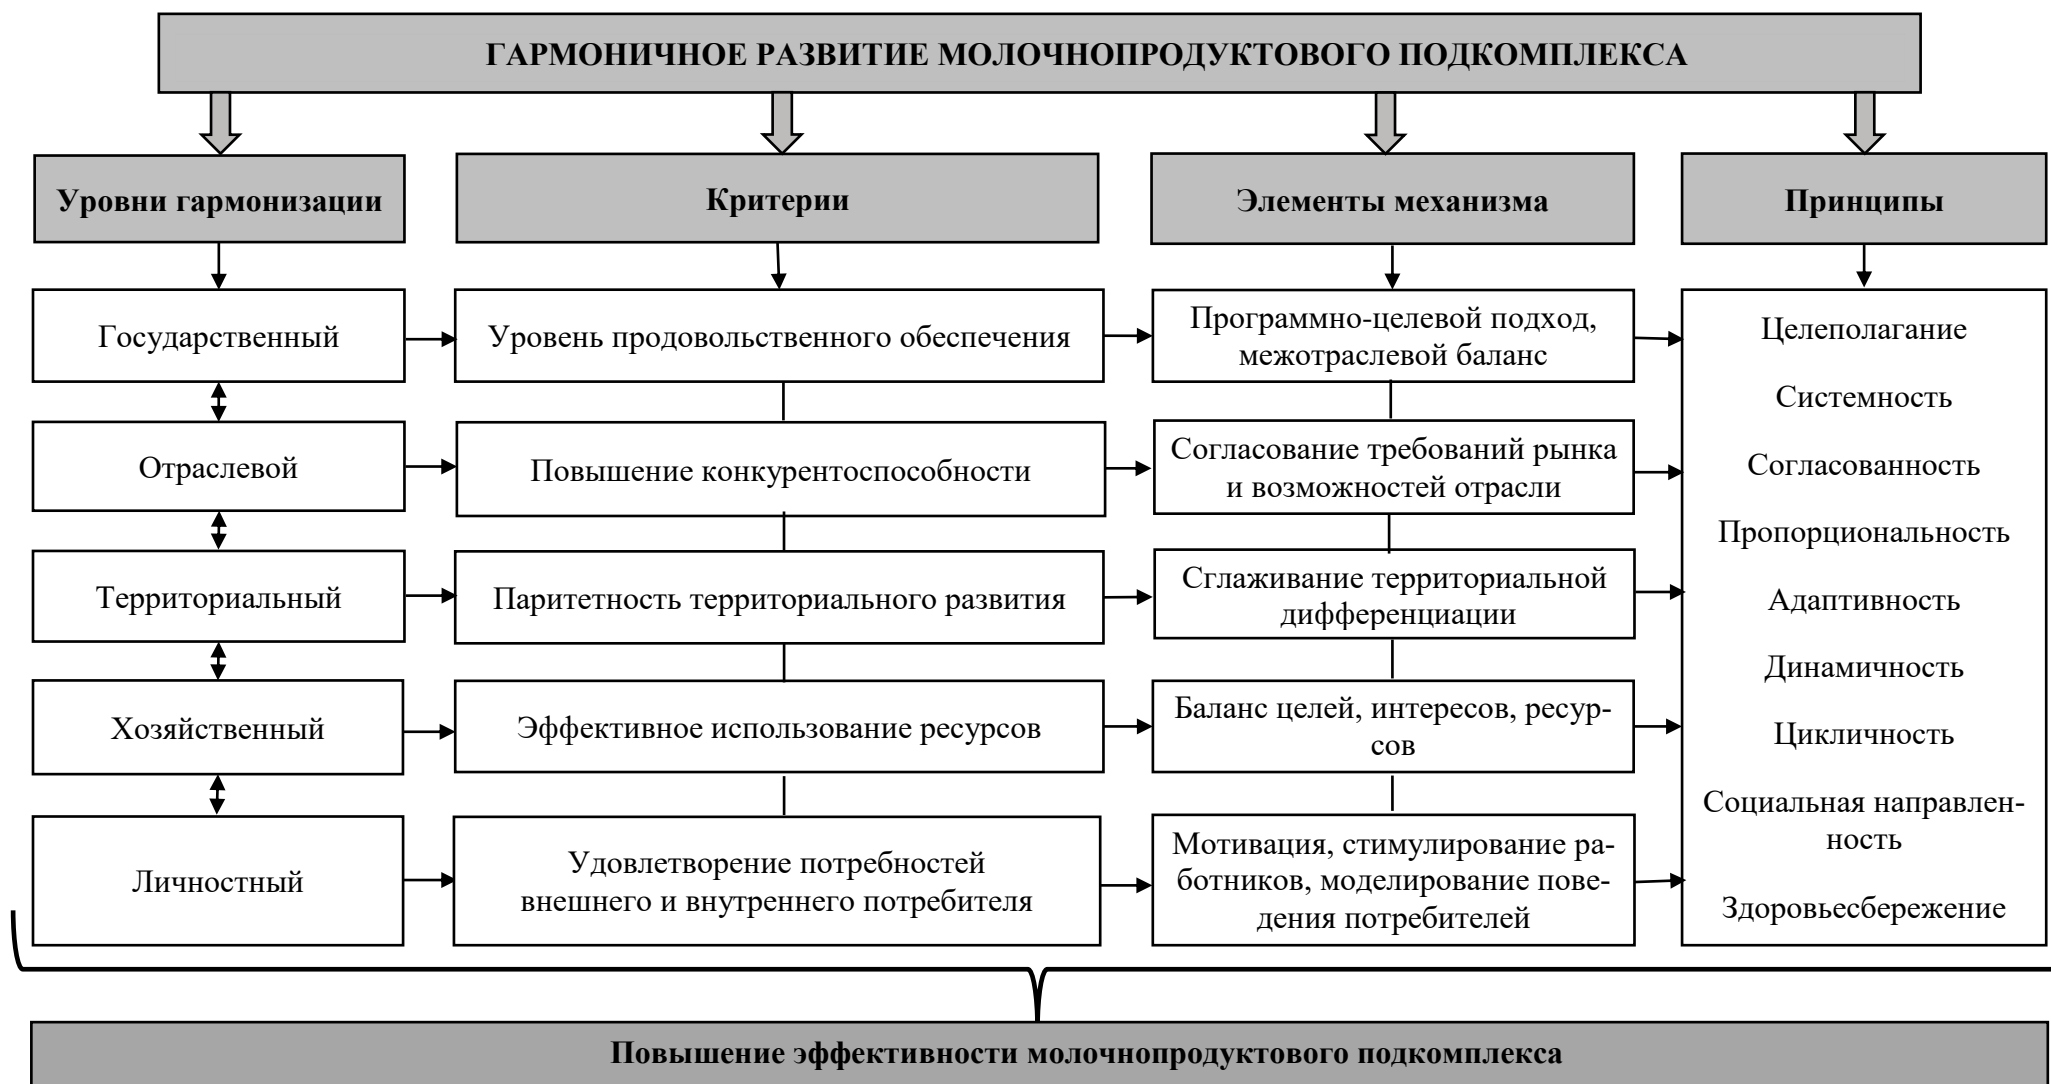 ГАРМОНИЧНОЕ РАЗВИТИЕ МОЛОЧНОПРОДУКТОВОГО ПОДКОМПЛЕКСА
Уровни гармонизации
Критерии
Элементы механизма
Принципы
Государственный
Уровень продовольственного обеспечения
Программно-целевой подход,
межотраслевой баланс
Отраслевой
Повышение конкурентоспособности
Согласование требований рынка
и возможностей отрасли
Территориальный
Паритетность территориального развития
Сглаживание территориальной
дифференциации
Хозяйственный
Эффективное использование ресурсов
Баланс целей, интересов, ресур-
сов
Личностный
Удовлетворение потребностей
внешнего и внутреннего потребителя
Мотивация, стимулирование ра-
ботников, моделирование пове-
дения потребителей
Целеполагание
Системность
Согласованность
Пропорциональность
Адаптивность
Динамичность
Цикличность
Социальная направлен-
ность
Здоровьесбережение
Повышение эффективности молочнопродуктового подкомплекса